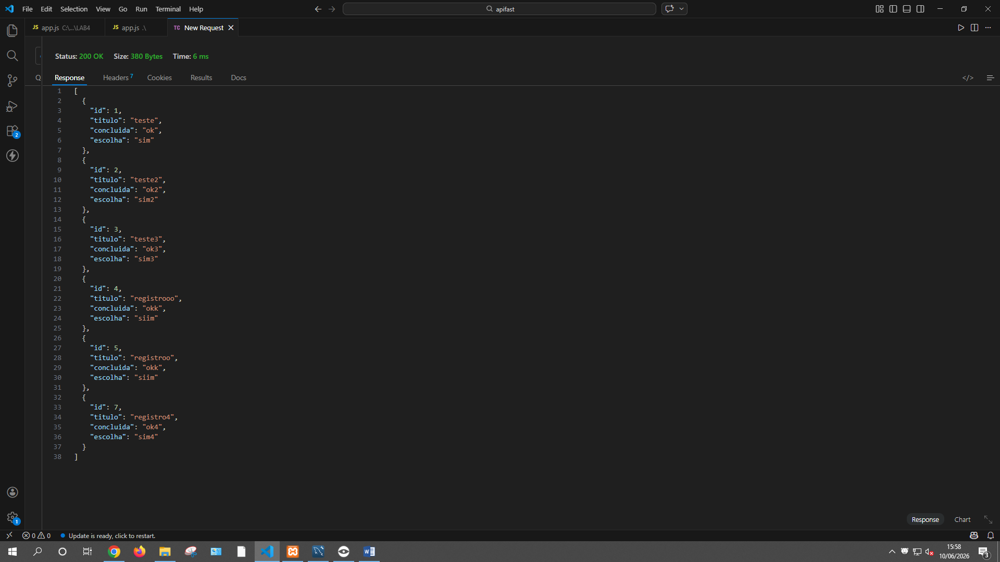 File Edit Selection View Go Run Terminal Help
apifast
JS app.js C:\...\LAB4
JS app.js .\
TC New Request
Status: 200 OK Size: 380 Bytes Time: 6 ms
Q
Response Headers 7 Cookies Results Docs
</>
1 [
2 {
3 "id": 1,
4 "titulo": "teste",
5 "concluida": "ok",
6 "escolha": "sim"
7 },
8 {
9 "id": 2,
10 "titulo": "teste2",
11 "concluida": "ok2",
12 "escolha": "sim2"
13 },
14 {
15 "id": 3,
16 "titulo": "teste3",
17 "concluida": "ok3",
18 "escolha": "sim3"
19 },
20 {
21 "id": 4,
22 "titulo": "registrooo",
23 "concluida": "okk",
24 "escolha": "siim"
25 },
26 {
27 "id": 5,
28 "titulo": "registroo",
29 "concluida": "okk",
30 "escolha": "siim"
31 },
32 {
33 "id": 7,
34 "titulo": "registro4",
35 "concluida": "ok4",
36 "escolha": "sim4"
37 }
38 ]
2
1
Response Chart
0 0 Update is ready, click to restart.
15:58
10/06/2026
3